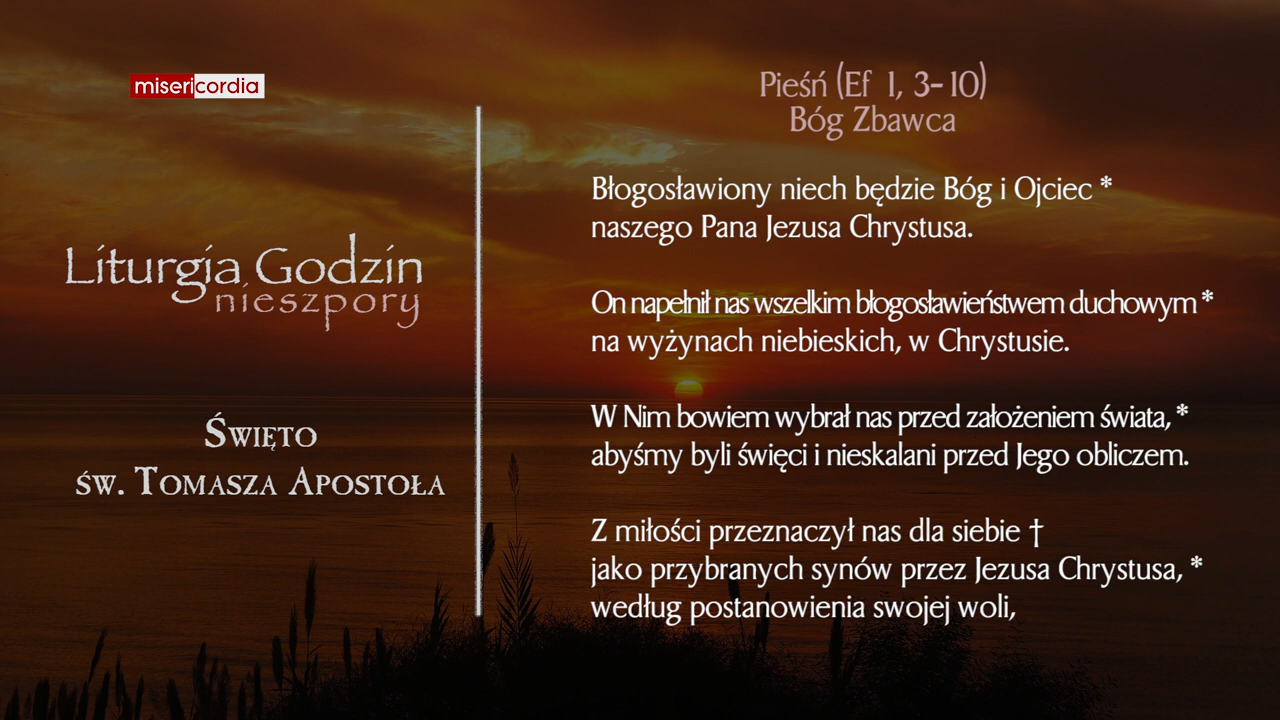 misericordia
Liturgia Godzin
nieszpory
Święto
św. Tomasza Apostoła
Pieśń (Ef 1, 3-10)
Bóg Zbawca
Błogosławiony niech będzie Bóg i Ojciec *
naszego Pana Jezusa Chrystusa.
On napełnił nas wszelkim błogosławieństwem duchowym *
na wyżynach niebieskich, w Chrystusie.
W Nim bowiem wybrał nas przed założeniem świata, *
abyśmy byli święci i nieskalani przed Jego obliczem.
Z miłości przeznaczył nas dla siebie †
jako przybranych synów przez Jezusa Chrystusa, *
według postanowienia swojej woli,